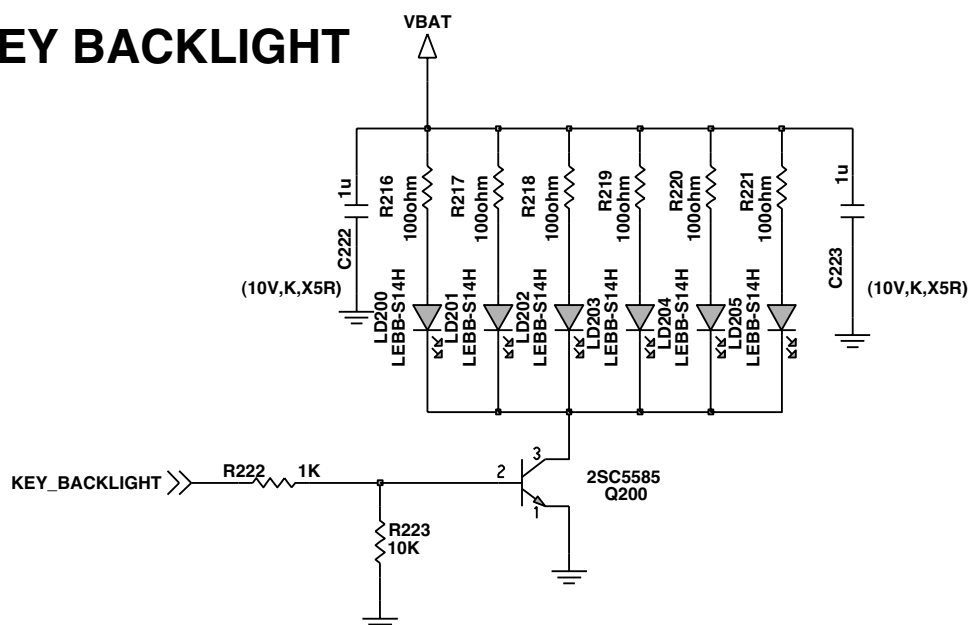 EY BACKLIGHT
VBAT
1u
C222
(10V,K,X5R)
R216
100ohm
R217
100ohm
R218
100ohm
R219
100ohm
R220
100ohm
R221
100ohm
1u
C223
(10V,K,X5R)
LD200
LEBB-S14H
LD201
LEBB-S14H
LD202
LEBB-S14H
LD203
LEBB-S14H
LD204
LEBB-S14H
LD205
LEBB-S14H
KEY_BACKLIGHT
R222 1K
2
3
1
2SC5585
Q200
R223
10K